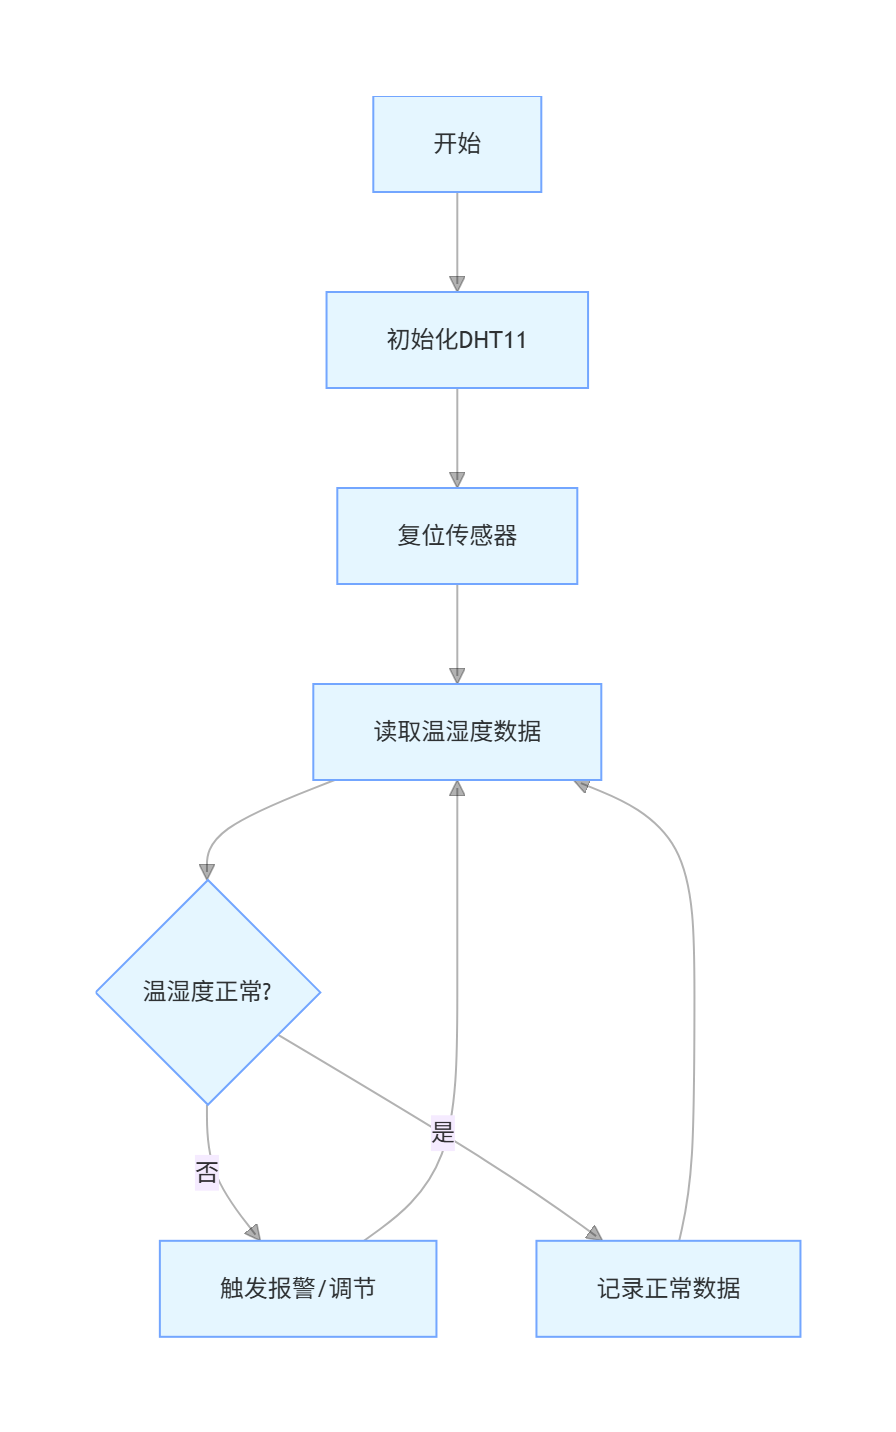 开始
初始化DHT11
复位传感器
读取温湿度数据
温湿度正常?
是
否
触发报警/调节
记录正常数据